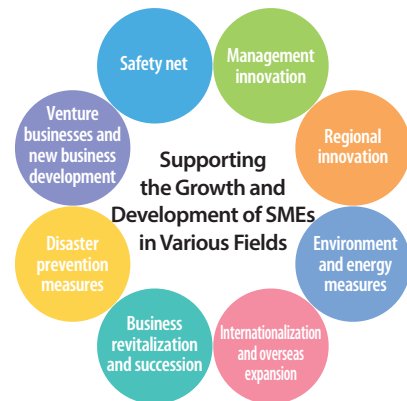 Safety net
Management
innovation
Regional
innovation
Environment
and energy
measures
Internationalization
and overseas
expansion
Business
revitalization
and succession
Disaster
prevention
measures
Venture
businesses and
new business
development
Supporting
the Growth and
Development of SMEs
in Various Fields